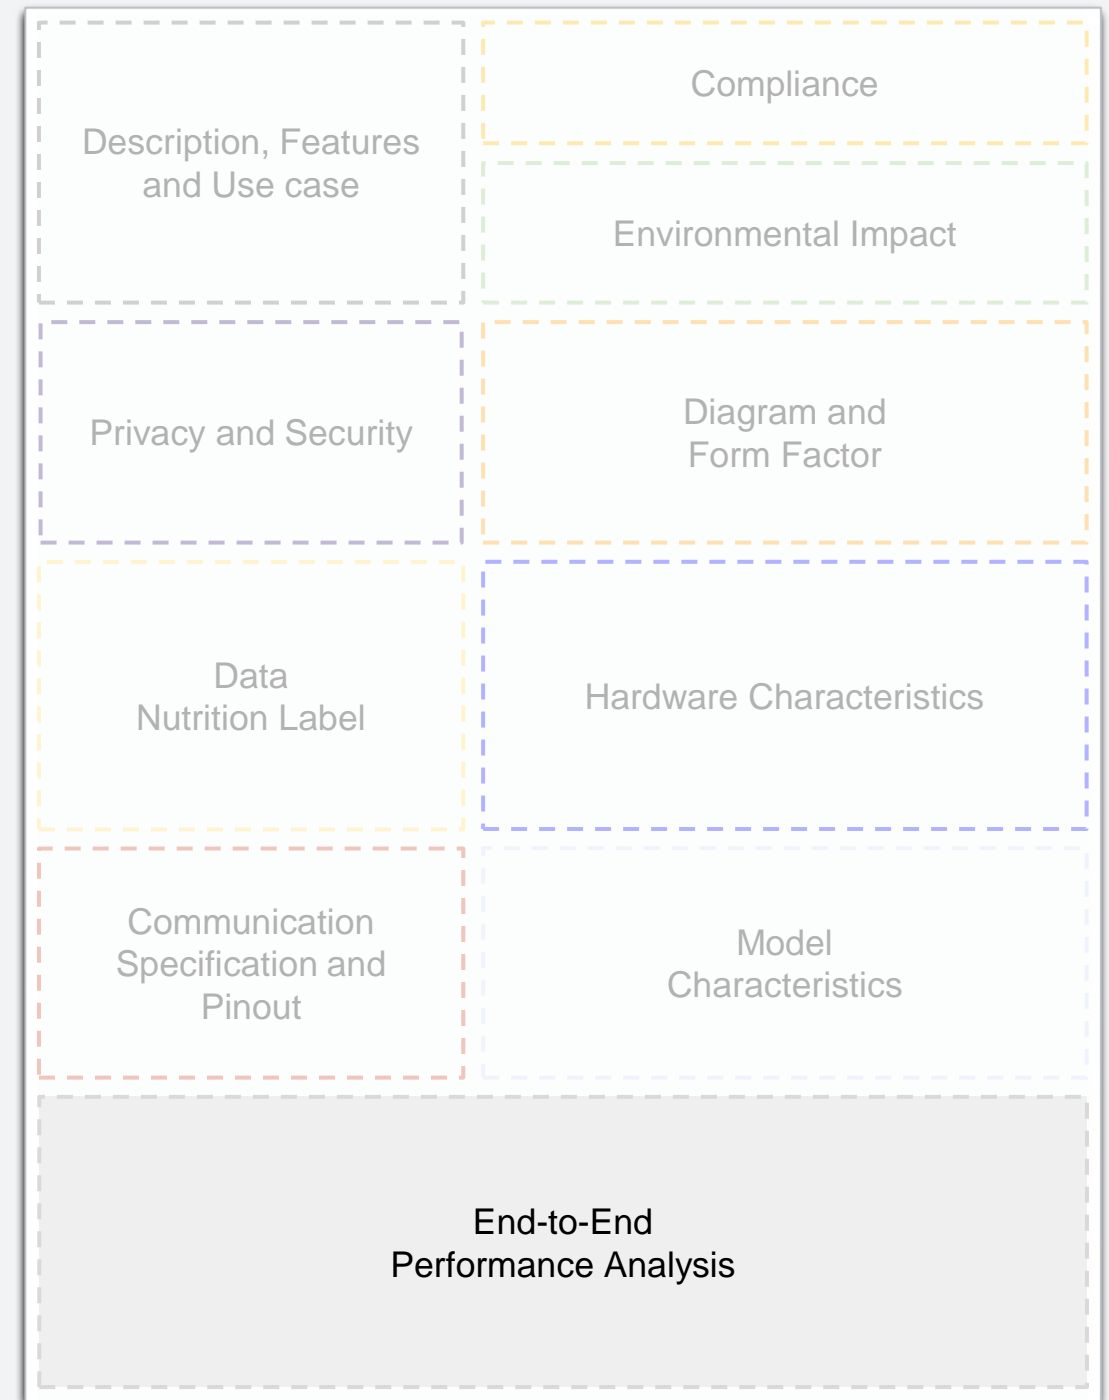 Description, Features
and Use case
Compliance
Environmental Impact
Privacy and Security
Diagram and
Form Factor
Data
Nutrition Label
Hardware Characteristics
Communication
Specification and
Pinout
Model
Characteristics
End-to-End
Performance Analysis